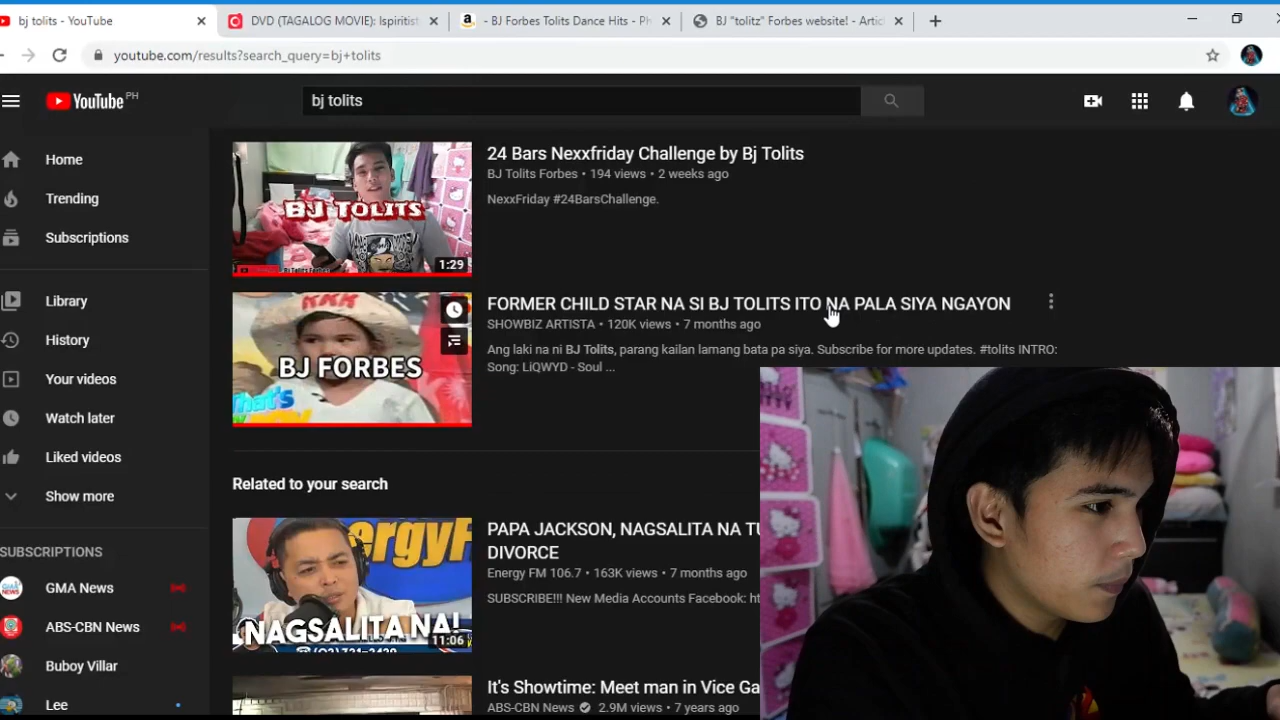 bj tolits - YouTube
DVD (TAGALOG MOVIE): Ispiritist
- BJ Forbes Tolits Dance Hits - Ph
BJ "tolitz" Forbes website! - Artic
youtube.com/results?search_query=bj+tolits
YouTube PH
bj tolits
Home
Trending
Subscriptions
Library
History
Your videos
Watch later
Liked videos
Show more
SUBSCRIPTIONS
GMA News
ABS-CBN News
Buboy Villar
Lee
BJ TOLITS
Bj Tolits Forbes
1:29
24 Bars Nexxfriday Challenge by Bj Tolits
BJ Tolits Forbes • 194 views • 2 weeks ago
NexxFriday #24BarsChallenge.
BJ FORBES
FORMER CHILD STAR NA SI BJ TOLITS ITO NA PALA SIYA NGAYON
SHOWBIZ ARTISTA • 120K views • 7 months ago
Ang laki na ni BJ Tolits, parang kailan lamang bata pa siya. Subscribe for more updates. #tolits INTRO:
Song: LiQWYD - Soul ...
Related to your search
NAGSALITA NA!
11:06
PAPA JACKSON, NAGSALITA NA TU
DIVORCE
Energy FM 106.7 • 163K views • 7 months ago
SUBSCRIBE!!! New Media Accounts Facebook: ht
It's Showtime: Meet man in Vice Ga
ABS-CBN News • 2.9M views • 7 years ago